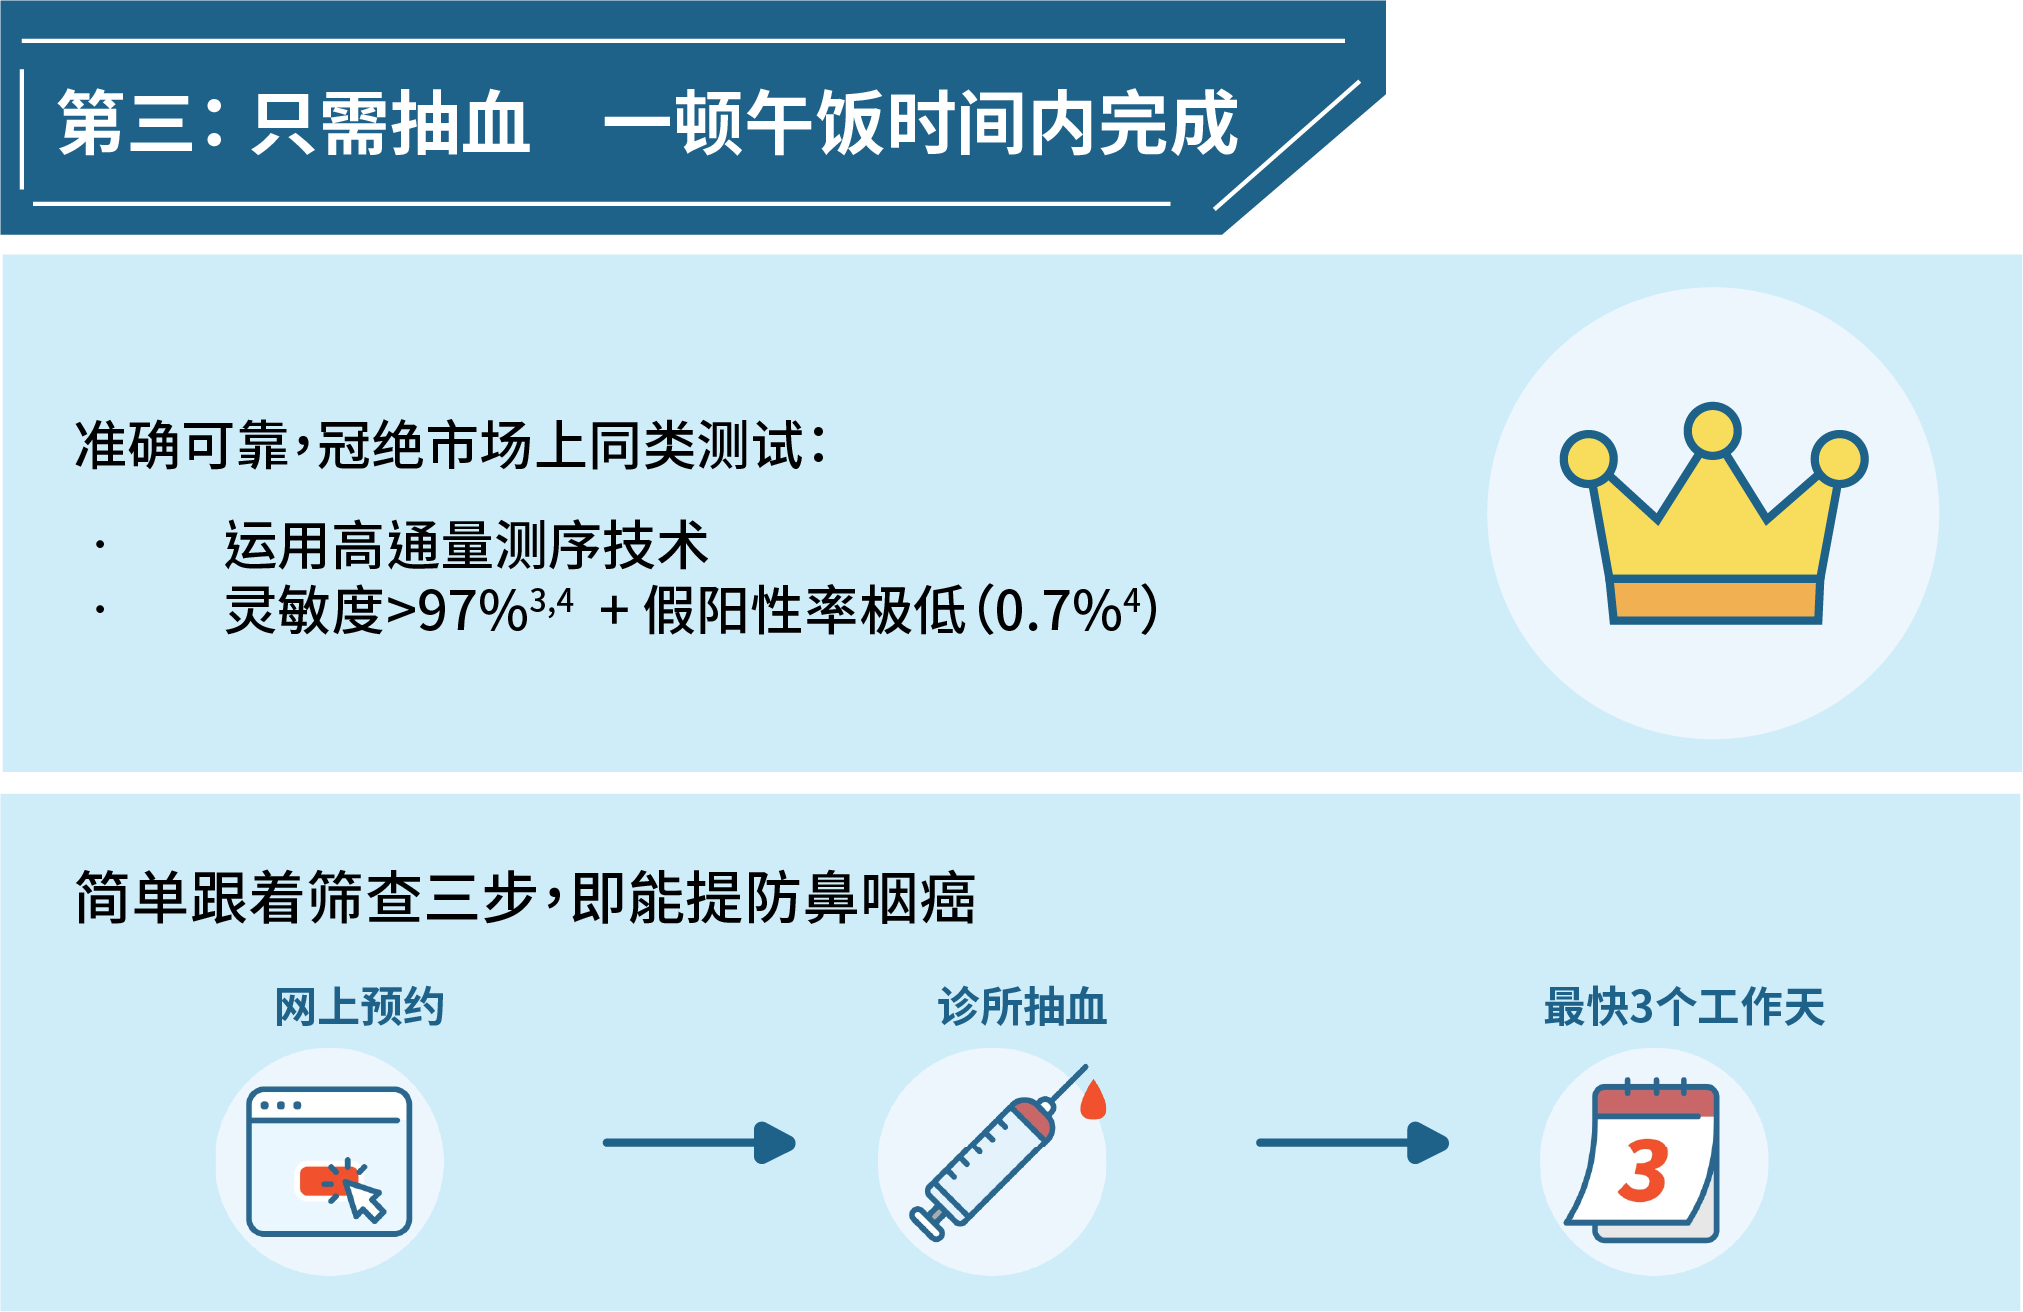 第三：只需抽血　一顿午饭时间内完成
准确可靠，冠绝市场上同类测试：
· 运用高通量测序技术
· 灵敏度>97%³,⁴ + 假阳性率极低（0.7%⁴）
简单跟着筛查三步，即能提防鼻咽癌
网上预约
诊所抽血
最快3个工作天
3